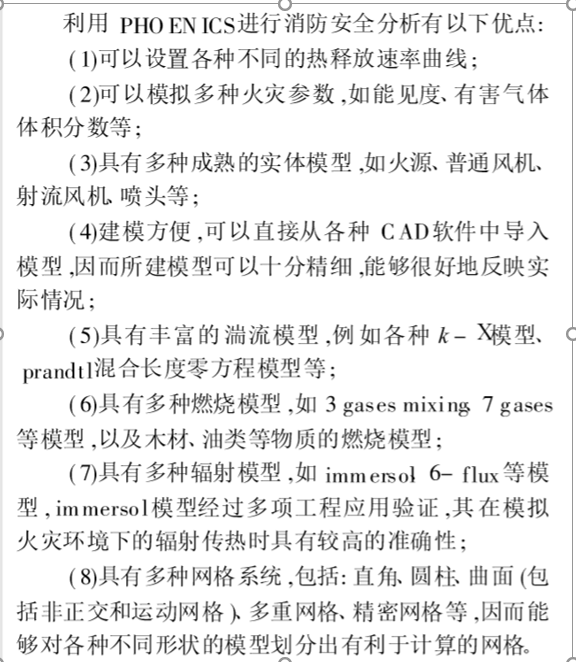 利用 PHOENICS进行消防安全分析有以下优点:
(1)可以设置各种不同的热释放速率曲线;
(2)可以模拟多种火灾参数,如能见度、有害气体
体积分数等;
(3)具有多种成熟的实体模型,如火源、普通风机、
射流风机、喷头等;
(4)建模方便,可以直接从各种 CAD软件中导入
模型,因而所建模型可以十分精细,能够很好地反映实
际情况;
(5)具有丰富的湍流模型,例如各种 k- X模型、
prandtl混合长度零方程模型等;
(6)具有多种燃烧模型,如 3 gases mixing、7 gases
等模型,以及木材、油类等物质的燃烧模型;
(7)具有多种辐射模型,如 immersol、6- flux等模
型,immersol模型经过多项工程应用验证,其在模拟
火灾环境下的辐射传热时具有较高的准确性;
(8)具有多种网格系统,包括:直角、圆柱、曲面(包
括非正交和运动网格)、多重网格、精密网格等,因而能
够对各种不同形状的模型划分出有利于计算的网格。